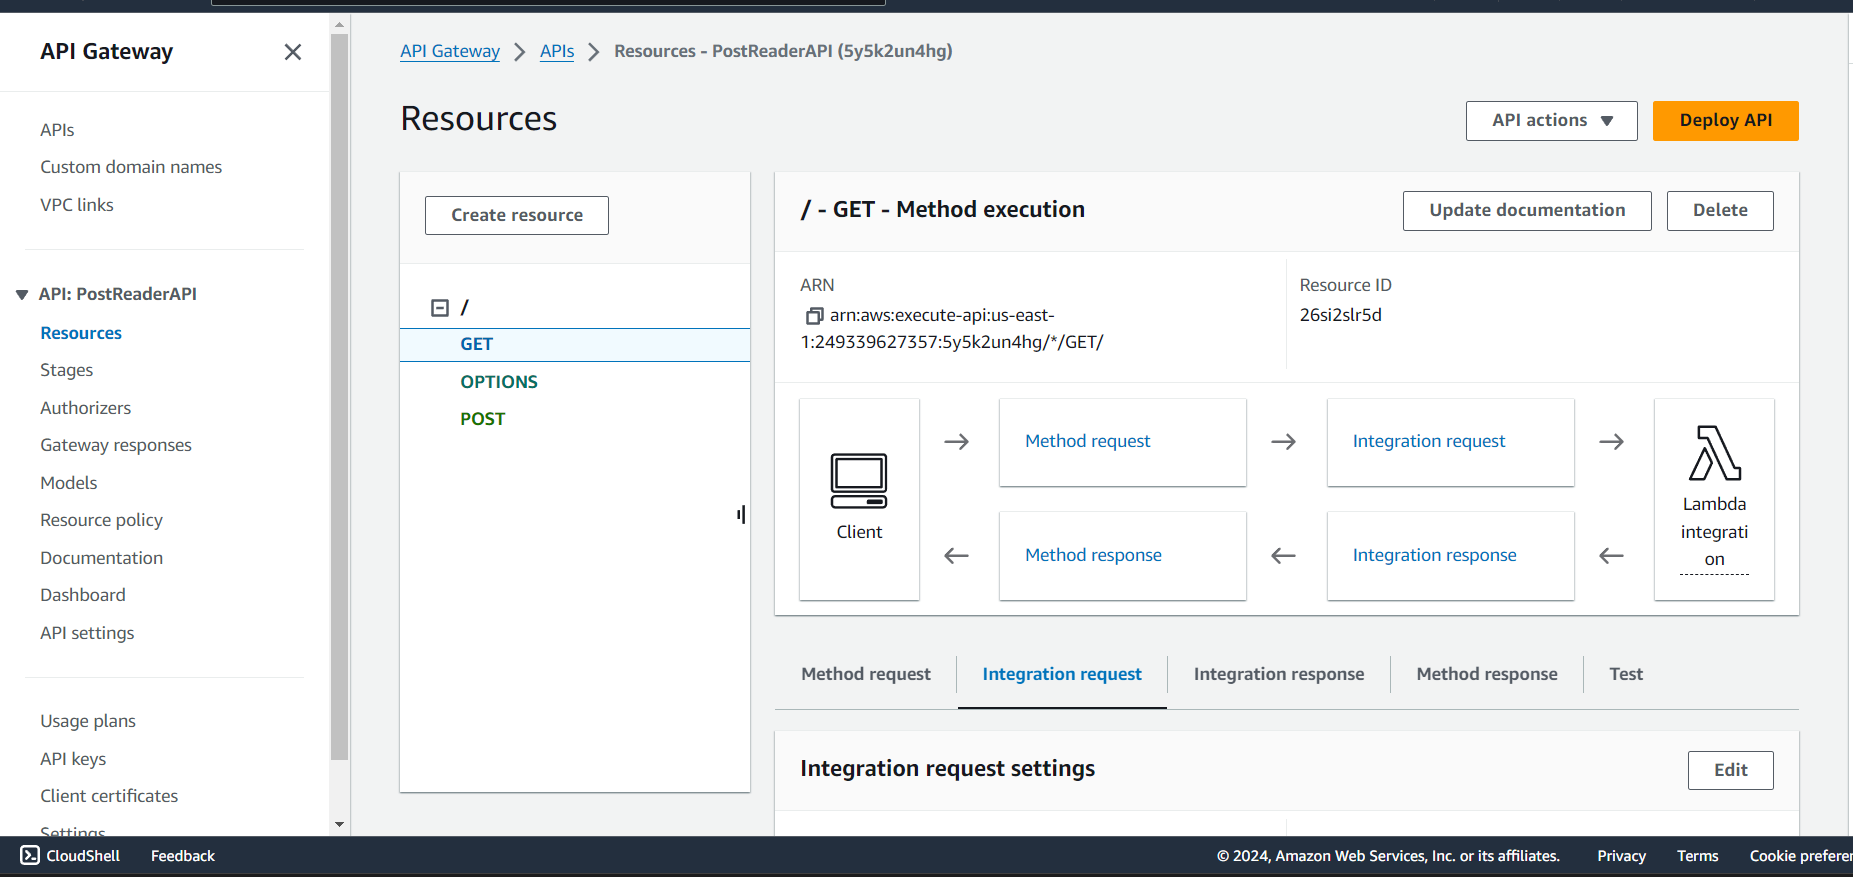 API Gateway
APIs
Custom domain names
VPC links
API: PostReaderAPI
Resources
Stages
Authorizers
Gateway responses
Models
Resource policy
Documentation
Dashboard
API settings
Usage plans
API keys
Client certificates
Settings
API Gateway
APIs
Resources - PostReaderAPI (5y5k2un4hg)
Resources
API actions
Deploy API
Create resource
/
GET
OPTIONS
POST
/ - GET - Method execution
Update documentation
Delete
ARN
arn:aws:execute-api:us-east-
1:249339627357:5y5k2un4hg/*/GET/
Resource ID
26si2slr5d
Client
Method request
Integration request
Method response
Integration response
Lambda
integrati
on
Method request
Integration request
Integration response
Method response
Test
Integration request settings
Edit
CloudShell
Feedback
© 2024, Amazon Web Services, Inc. or its affiliates.
Privacy
Terms
Cookie preferen